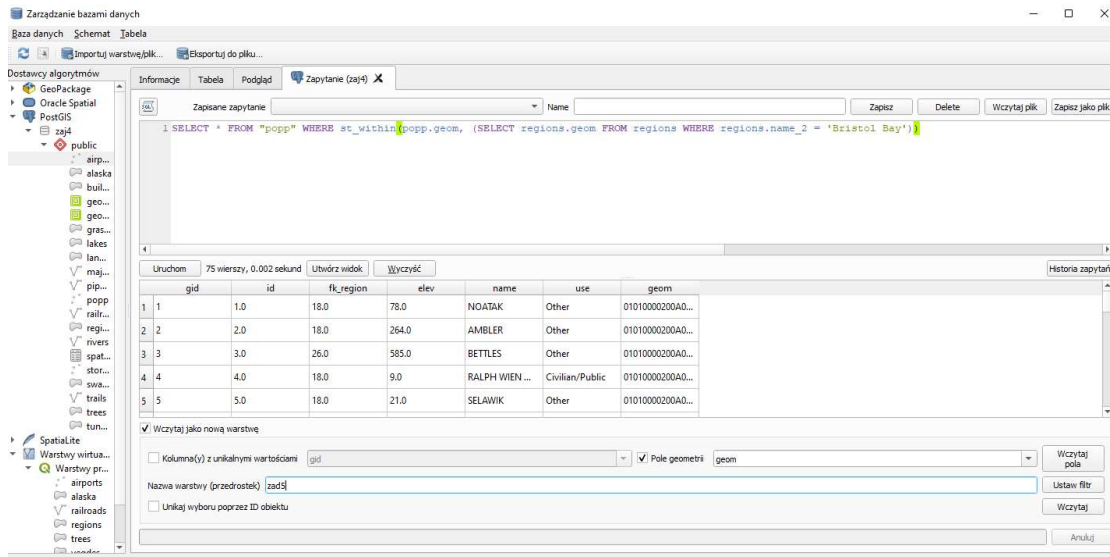 Zarządzanie bazami danych
Baza danych Schemat Tabela
Importuj warstwę/plik... Eksportuj do pliku...
Dostawcy algorytmów
GeoPackage
Oracle Spatial
PostGIS
zaj4
public
airp...
alaska
buil...
geo...
geo...
gras...
lakes
lan...
maj...
pip...
popp
railr...
regi...
rivers
spat...
stor...
swa...
trails
trees
tun...
SpatiaLite
Warstwy wirtua...
Warstwy pr...
airports
alaska
railroads
regions
trees
Informacje Tabela Podgląd Zapytanie (zaj4)
Zapisane zapytanie Name Zapisz Delete Wczytaj plik Zapisz jako plik
1 SELECT * FROM "popp" WHERE st_within(popp.geom, (SELECT regions.geom FROM regions WHERE regions.name_2 = 'Bristol Bay'))
Uruchom 75 wierszy, 0.002 sekund Utwórz widok Wyczyść Historia zapytań
gid id fk_region elev name use geom
1 1 1.0 18.0 78.0 NOATAK Other 01010000200A0...
2 2 2.0 18.0 264.0 AMBLER Other 01010000200A0...
3 3 3.0 26.0 585.0 BETTLES Other 01010000200A0...
4 4 4.0 18.0 9.0 RALPH WIEN ... Civilian/Public 01010000200A0...
5 5 5.0 18.0 21.0 SELAWIK Other 01010000200A0...
Wczytaj jako nową warstwę
Kolumna(y) z unikalnymi wartościami gid Pole geometrii geom Wczytaj pola
Nazwa warstwy (przedrostek) zad5 Ustaw filtr
Unikaj wyboru poprzez ID obiektu Wczytaj
Anuluj